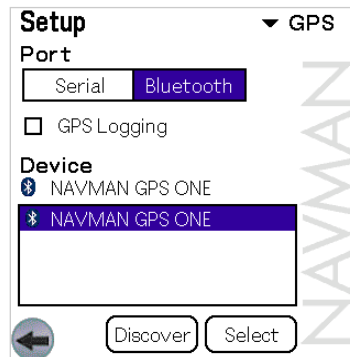 Setup
GPS
Port
Serial Bluetooth
GPS Logging
Device
NAVMAN GPS ONE
NAVMAN GPS ONE
Discover Select
NAVMAN